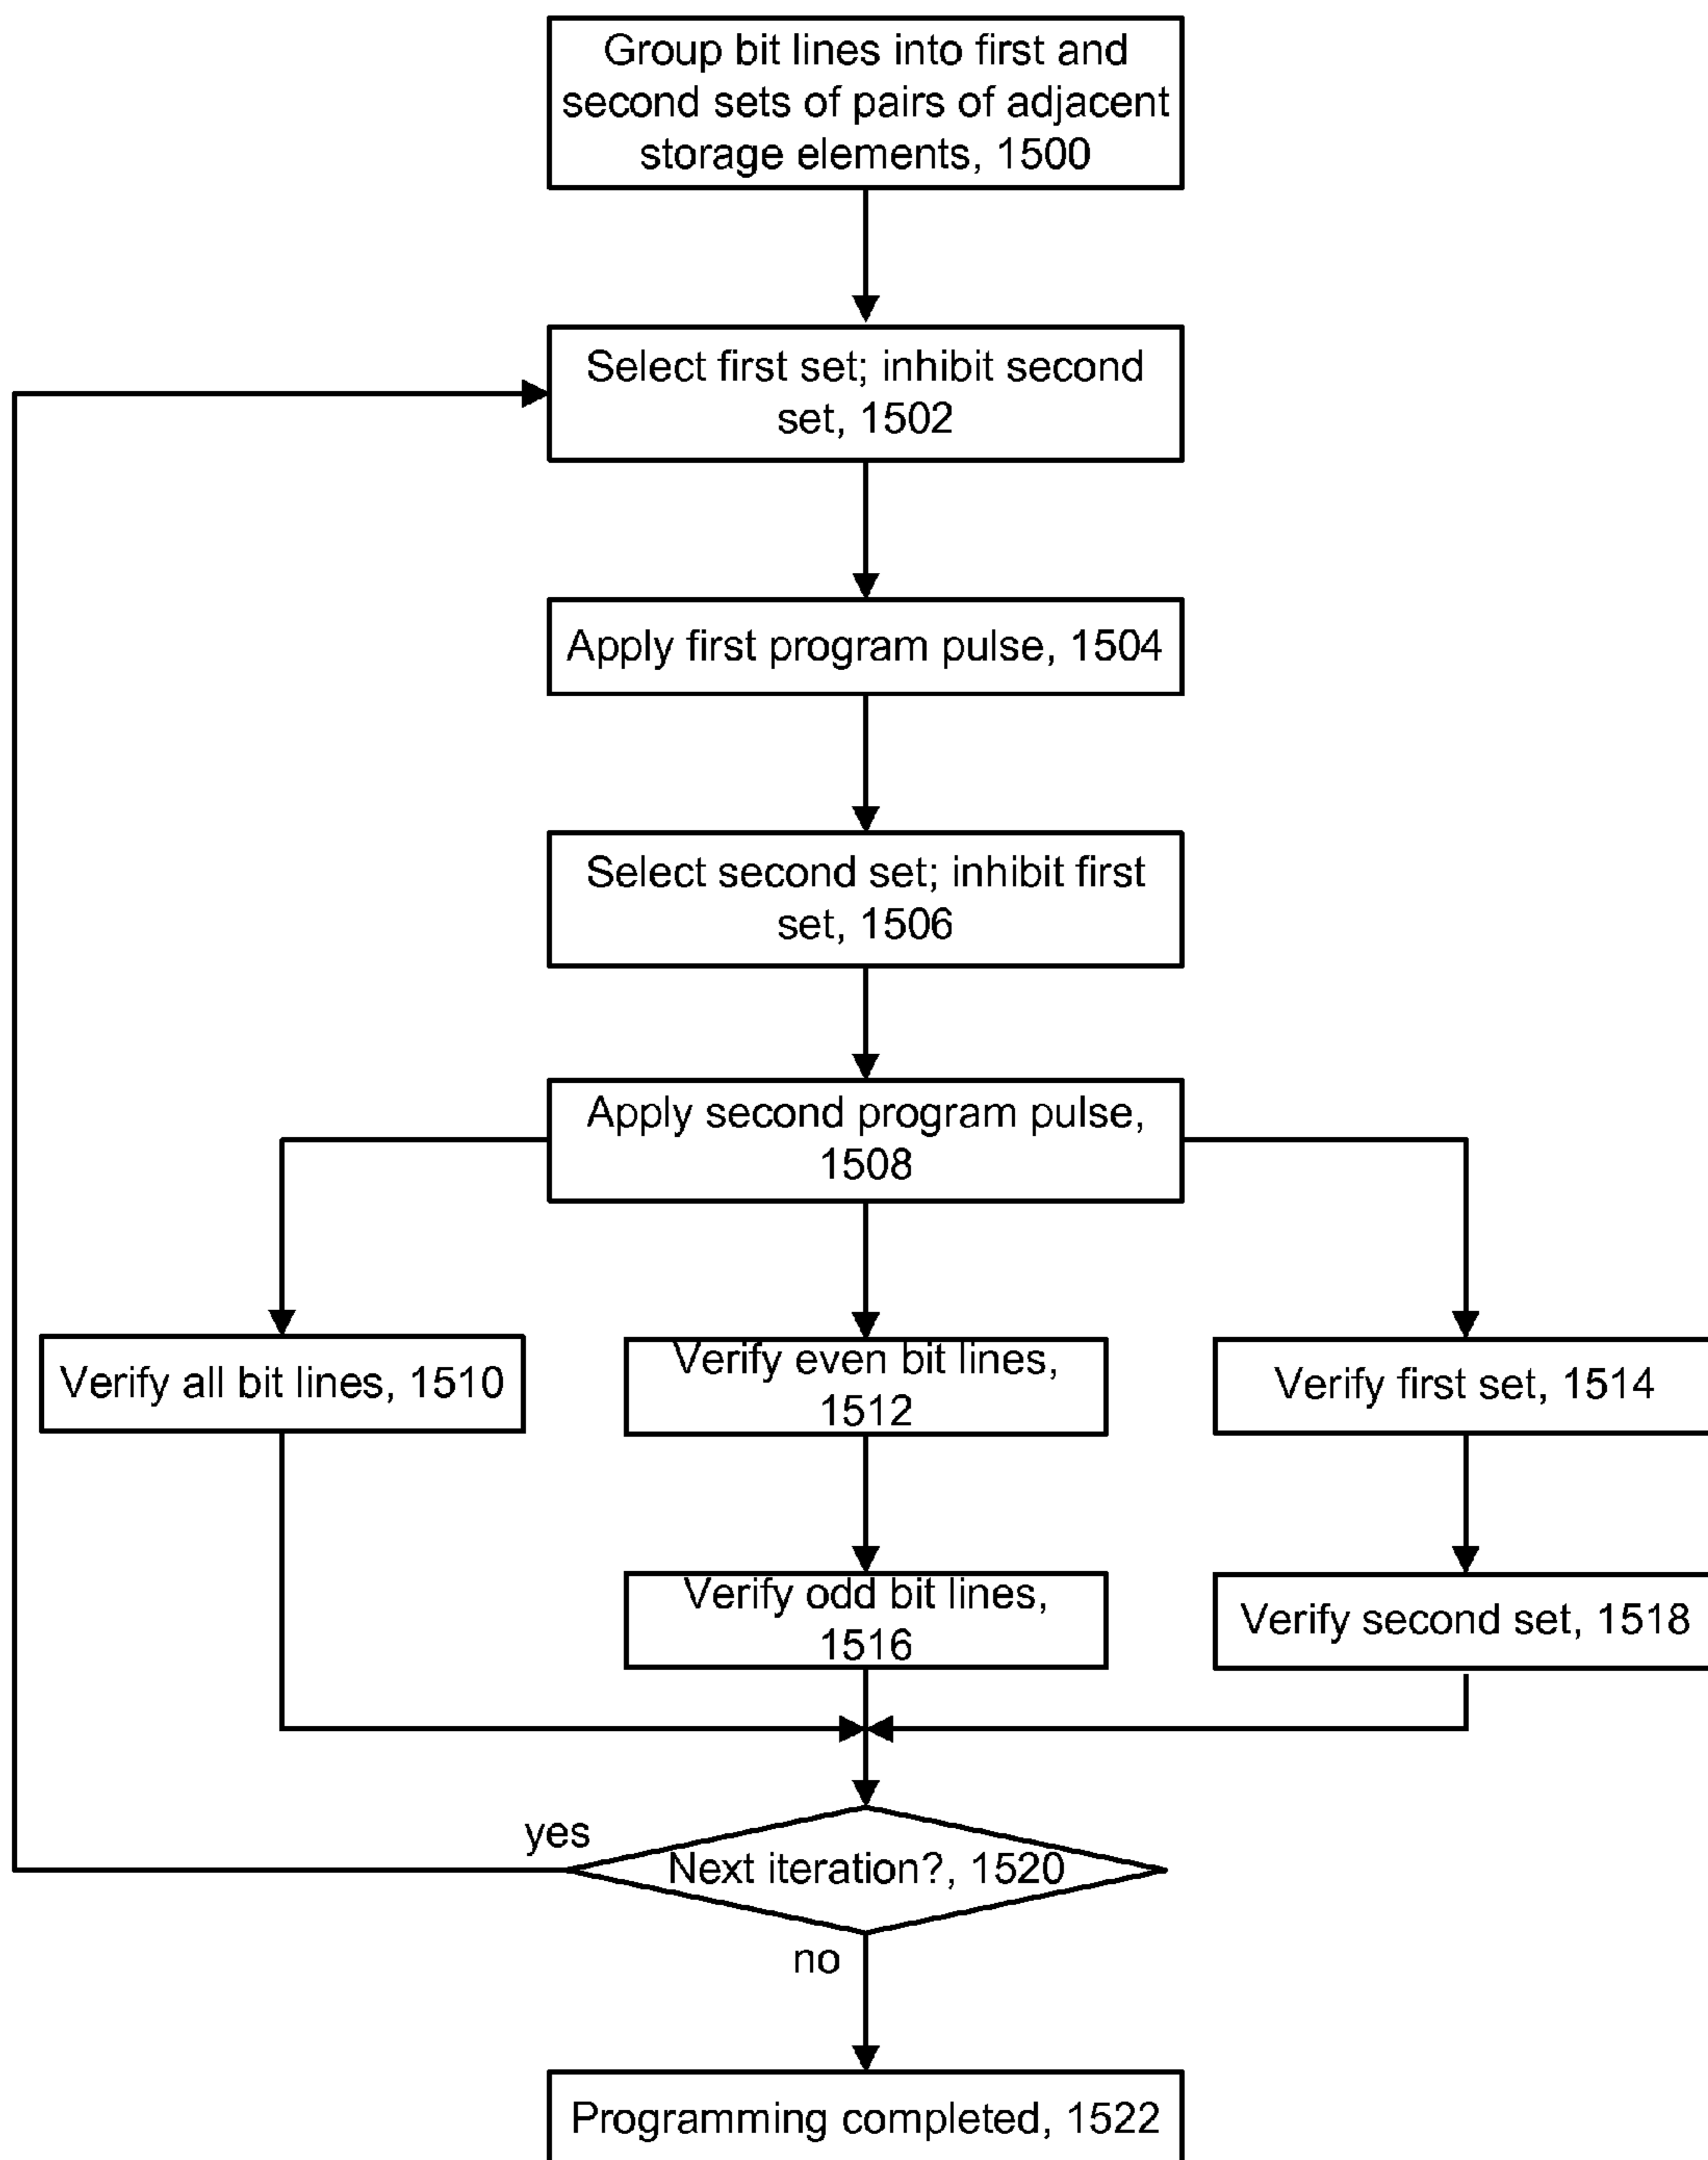 Group bit lines into first and
second sets of pairs of adjacent
storage elements, 1500
Select first set; inhibit second
set, 1502
Apply first program pulse, 1504
Select second set; inhibit first
set, 1506
Apply second program pulse,
1508
Verify all bit lines, 1510
Verify even bit lines,
1512
Verify first set, 1514
Verify odd bit lines,
1516
Verify second set, 1518
yes
Next iteration?, 1520
no
Programming completed, 1522